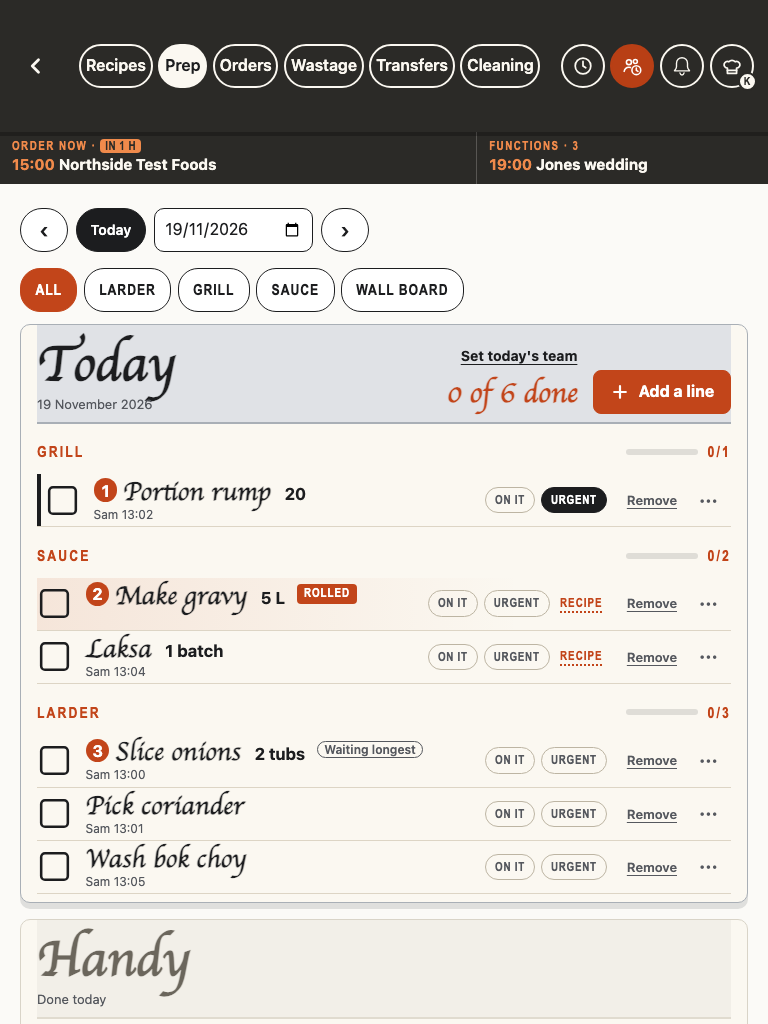 Recipes Prep Orders Wastage Transfers Cleaning K
ORDER NOW · IN 1 H
15:00 Northside Test Foods
FUNCTIONS · 3
19:00 Jones wedding
‹ Today 19/11/2026 ›
ALL LARDER GRILL SAUCE WALL BOARD
Today
19 November 2026
Set today's team
0 of 6 done
+ Add a line
GRILL 0/1
1 Portion rump 20 ON IT URGENT Remove ...
Sam 13:02
SAUCE 0/2
2 Make gravy 5 L ROLLED ON IT URGENT RECIPE Remove ...
Laksa 1 batch ON IT URGENT RECIPE Remove ...
Sam 13:04
LARDER 0/3
3 Slice onions 2 tubs Waiting longest ON IT URGENT Remove ...
Sam 13:00
Pick coriander ON IT URGENT Remove ...
Sam 13:01
Wash bok choy ON IT URGENT Remove ...
Sam 13:05
Handy
Done today